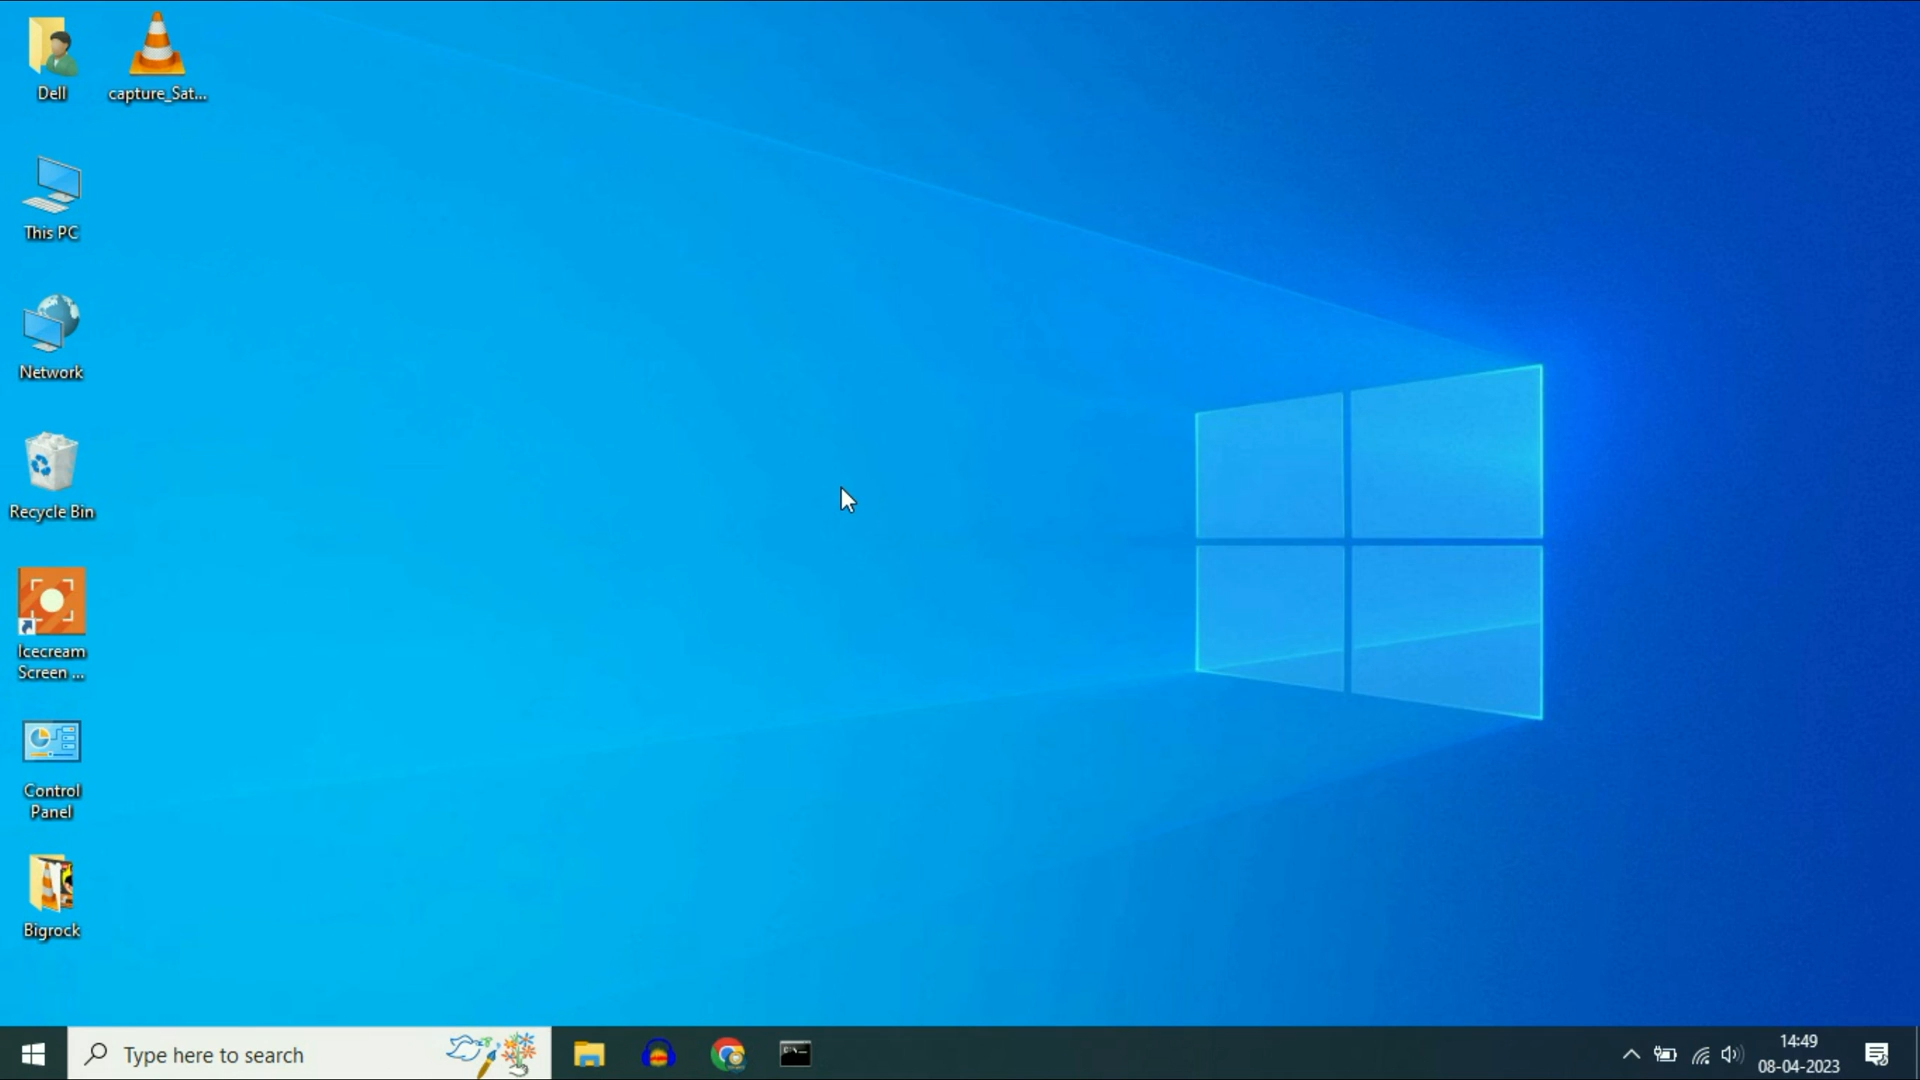 Dell
capture_Sat...
This PC
Network
Recycle Bin
Icecream
Screen ...
Control
Panel
Bigrock
Type here to search
14:49
08-04-2023